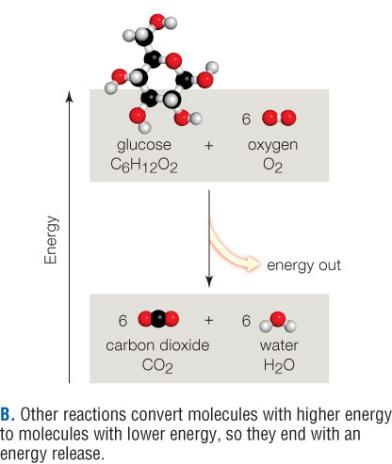 6
glucose + oxygen
C6H12O2 O2
Energy
energy out
6 + 6
carbon dioxide water
CO2 H2O
B. Other reactions convert molecules with higher energy
to molecules with lower energy, so they end with an
energy release.